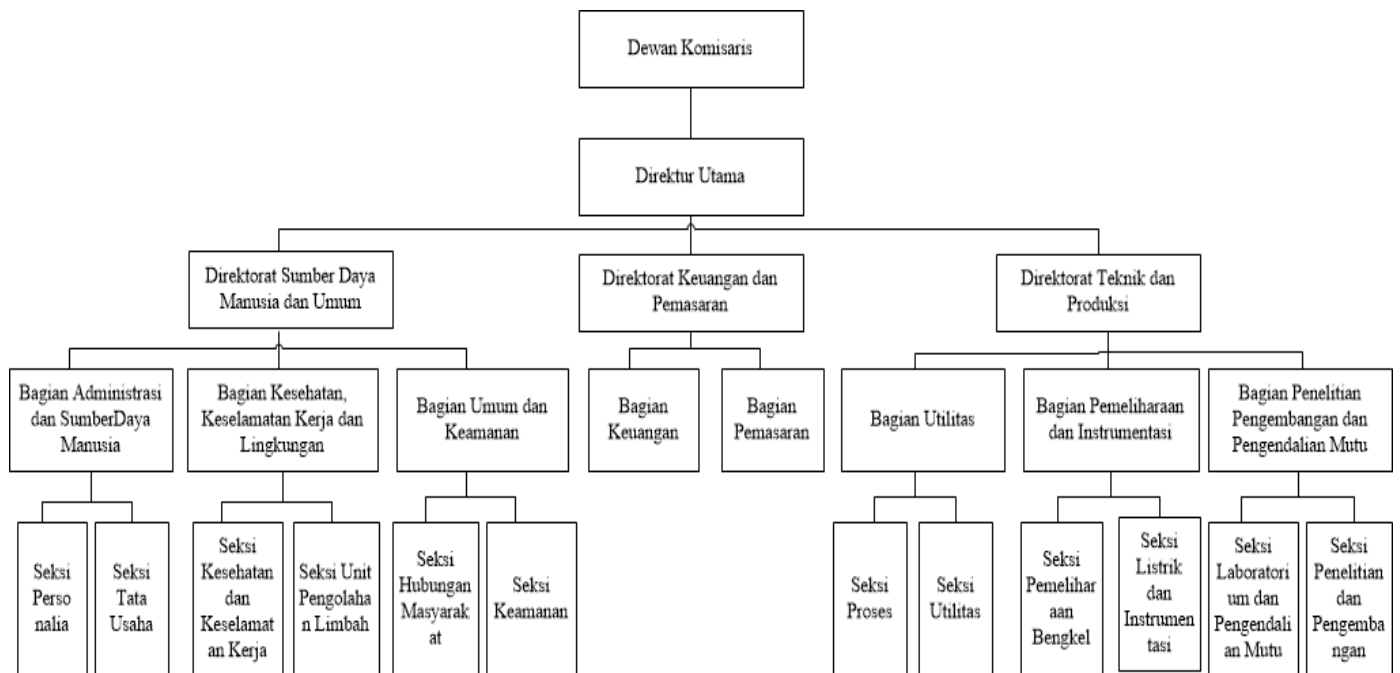 Dewan Komisaris
Direktur Utama
Direktorat Sumber Daya
Manusia dan Umum
Direktorat Keuangan dan
Pemasaran
Direktorat Teknik dan
Produksi
Bagian Administrasi
dan SumberDaya
Manusia
Bagian Kesehatan,
Keselamatan Kerja dan
Lingkungan
Bagian Umum dan
Keamanan
Bagian
Keuangan
Bagian
Pemasaran
Bagian Utilitas
Bagian Pemeliharaan
dan Instrumentasi
Bagian Penelitian
Pengembangan dan
Pengendalian Mutu
Seksi
Perso
nalia
Seksi
Tata
Usaha
Seksi
Kesehatan
dan
Keselamat
an Kerja
Seksi Unit
Pengolaha
n Limbah
Seksi
Hubungan
Masyarak
at
Seksi
Keamanan
Seksi
Proses
Seksi
Utilitas
Seksi
Pemelihar
aan
Bengkel
Seksi
Listrik
dan
Instrumen
tasi
Seksi
Laboratori
um dan
Pengendali
an Mutu
Seksi
Penelitian
dan
Pengemba
ngan